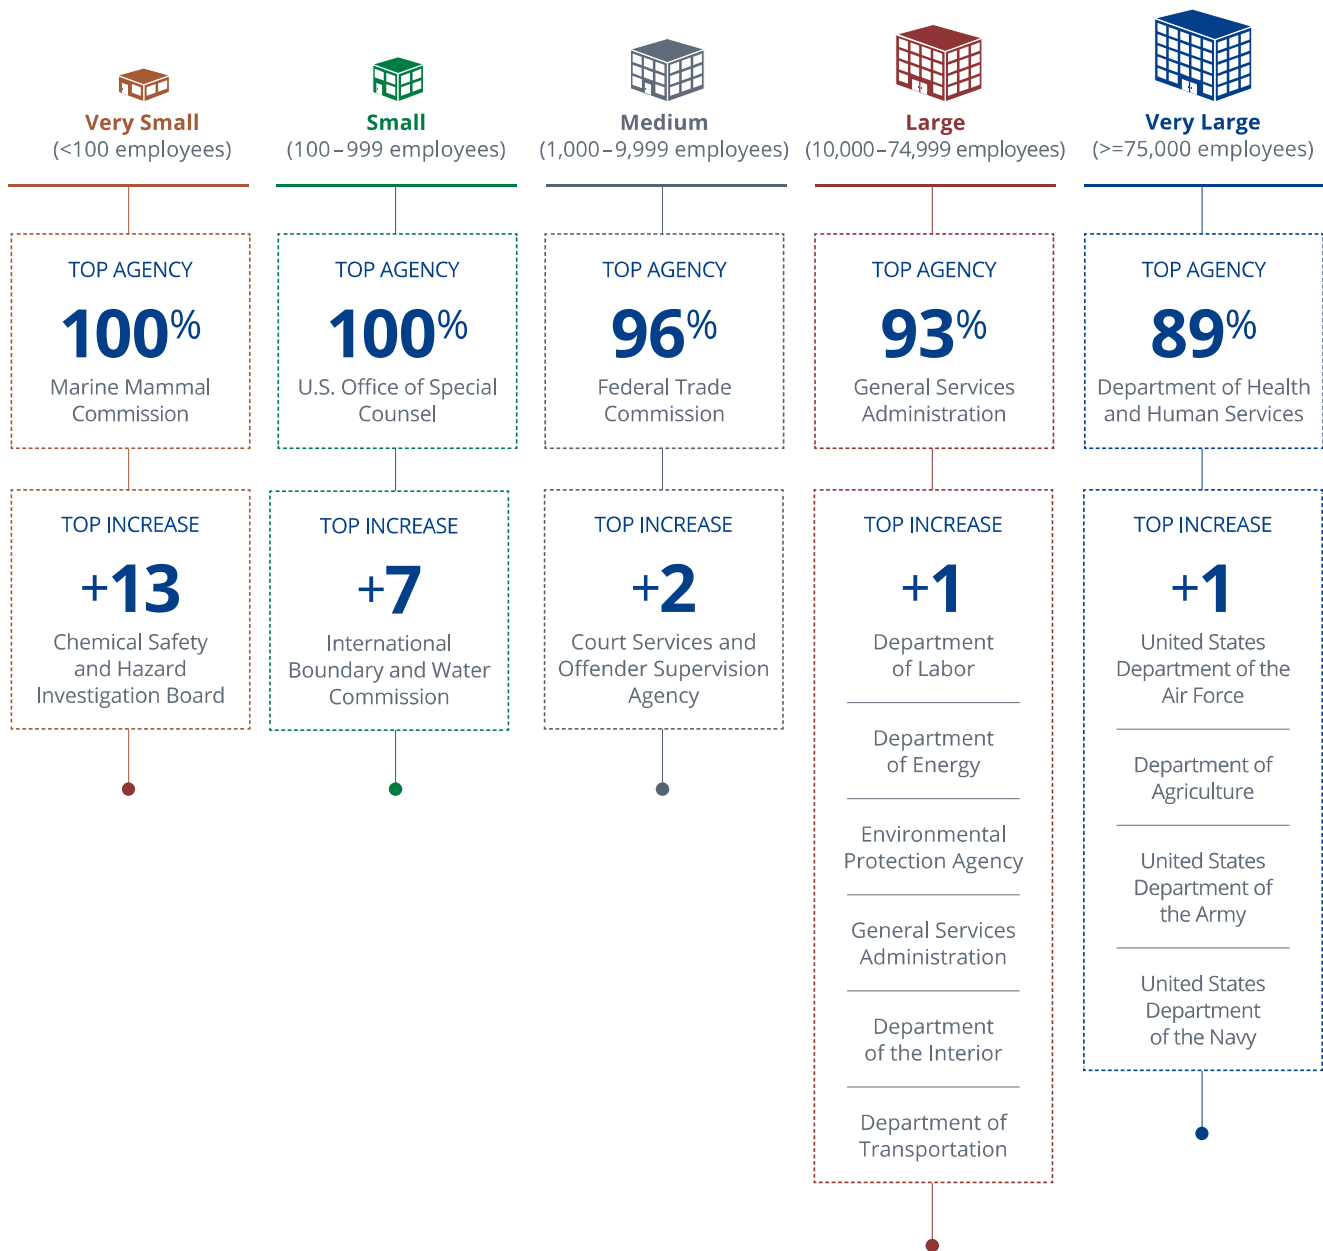 Very Small
(<100 employees)
TOP AGENCY
100%
Marine Mammal
Commission
TOP INCREASE
+13
Chemical Safety
and Hazard
Investigation Board
Small
(100–999 employees)
TOP AGENCY
100%
U.S. Office of Special
Counsel
TOP INCREASE
+7
International
Boundary and Water
Commission
Medium
(1,000–9,999 employees)
TOP AGENCY
96%
Federal Trade
Commission
TOP INCREASE
+2
Court Services and
Offender Supervision
Agency
Large
(10,000–74,999 employees)
TOP AGENCY
93%
General Services
Administration
TOP INCREASE
+1
Department
of Labor
Department
of Energy
Environmental
Protection Agency
General Services
Administration
Department
of the Interior
Department of
Transportation
Very Large
(>=75,000 employees)
TOP AGENCY
89%
Department of Health
and Human Services
TOP INCREASE
+1
United States
Department of the
Air Force
Department of
Agriculture
United States
Department of
the Army
United States
Department
of the Navy